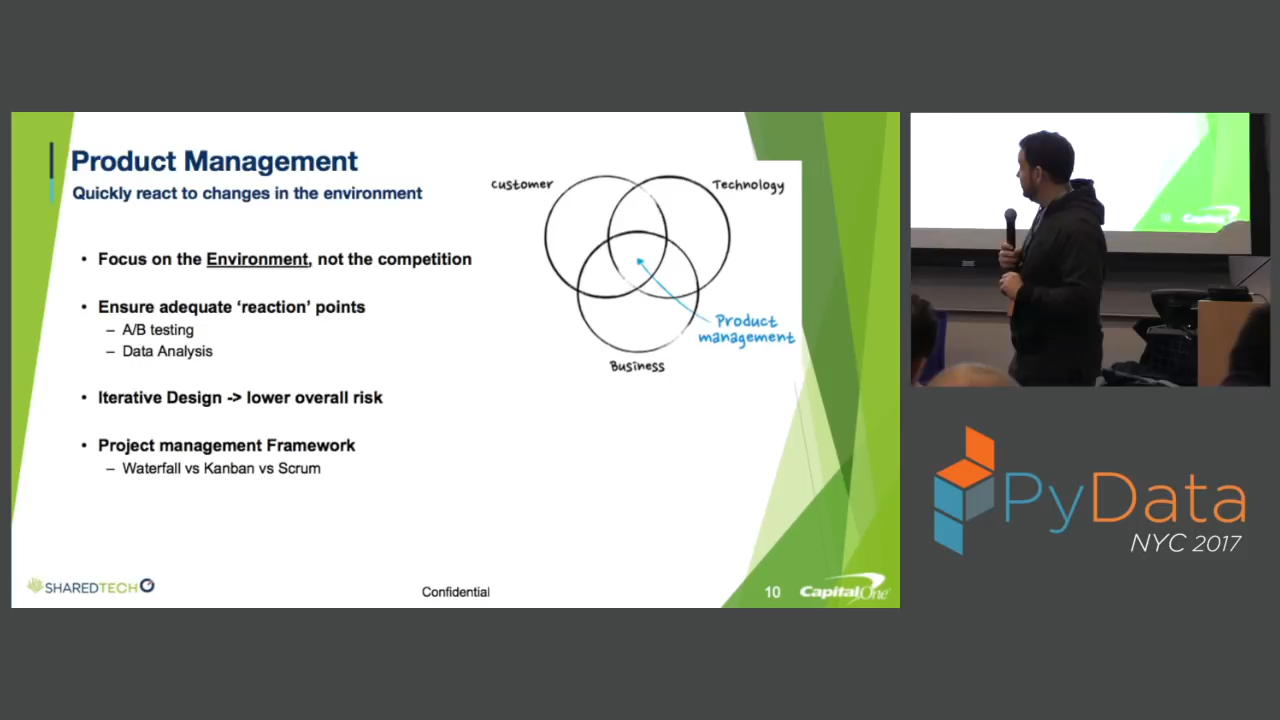 Product Management
Quickly react to changes in the environment
• Focus on the Environment, not the competition
• Ensure adequate ‘reaction’ points
– A/B testing
– Data Analysis
• Iterative Design -> lower overall risk
• Project management Framework
– Waterfall vs Kanban vs Scrum
customer
Technology
Product
management
Business
SHAREDTECH
Confidential
10
CapitalOne
PyData
NYC 2017